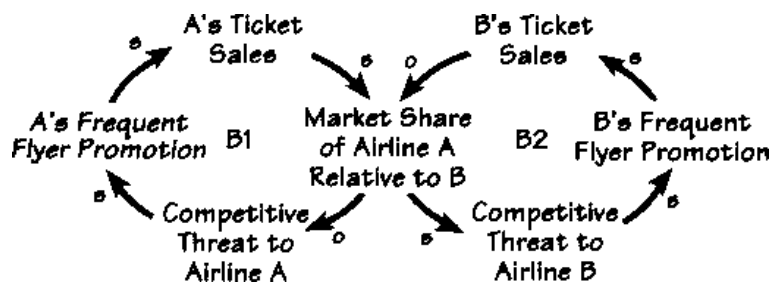 A's Ticket
Sales
B's Ticket
Sales
s
s
o
s
A's Frequent
Flyer Promotion
B1
Market Share
of Airline A
Relative to B
B2
B's Frequent
Flyer Promotion
s
o
s
s
Competitive
Threat to
Airline A
Competitive
Threat to
Airline B